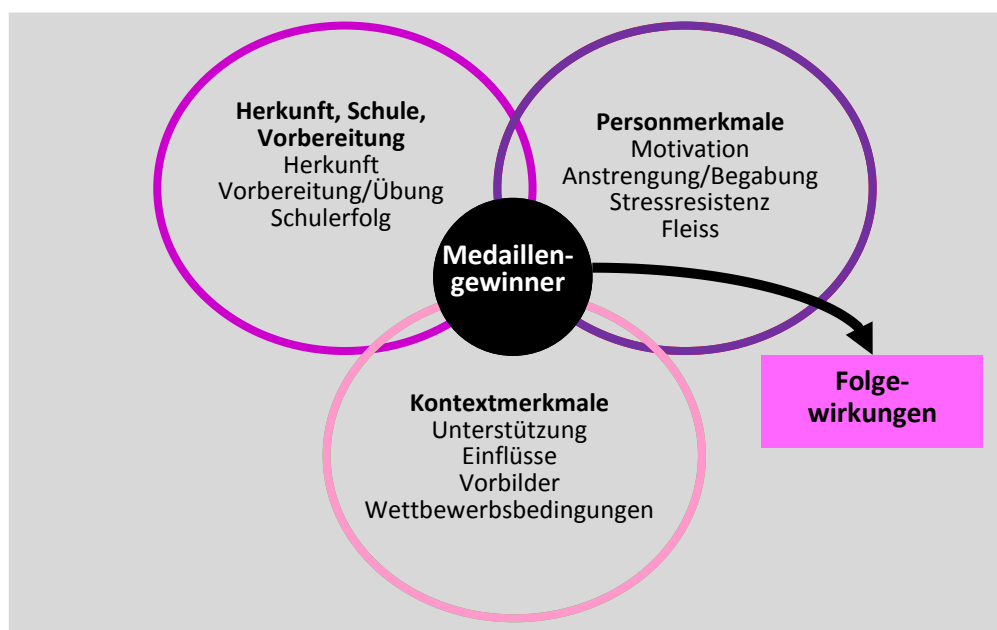 Herkunft, Schule,
Vorbereitung
Herkunft
Vorbereitung/Übung
Schulerfolg
Personmerkmale
Motivation
Anstrengung/Begabung
Stressresistenz
Fleiss
Medaillen-
gewinner
Folge-
wirkungen
Kontextmerkmale
Unterstützung
Einflüsse
Vorbilder
Wettbewerbsbedingungen